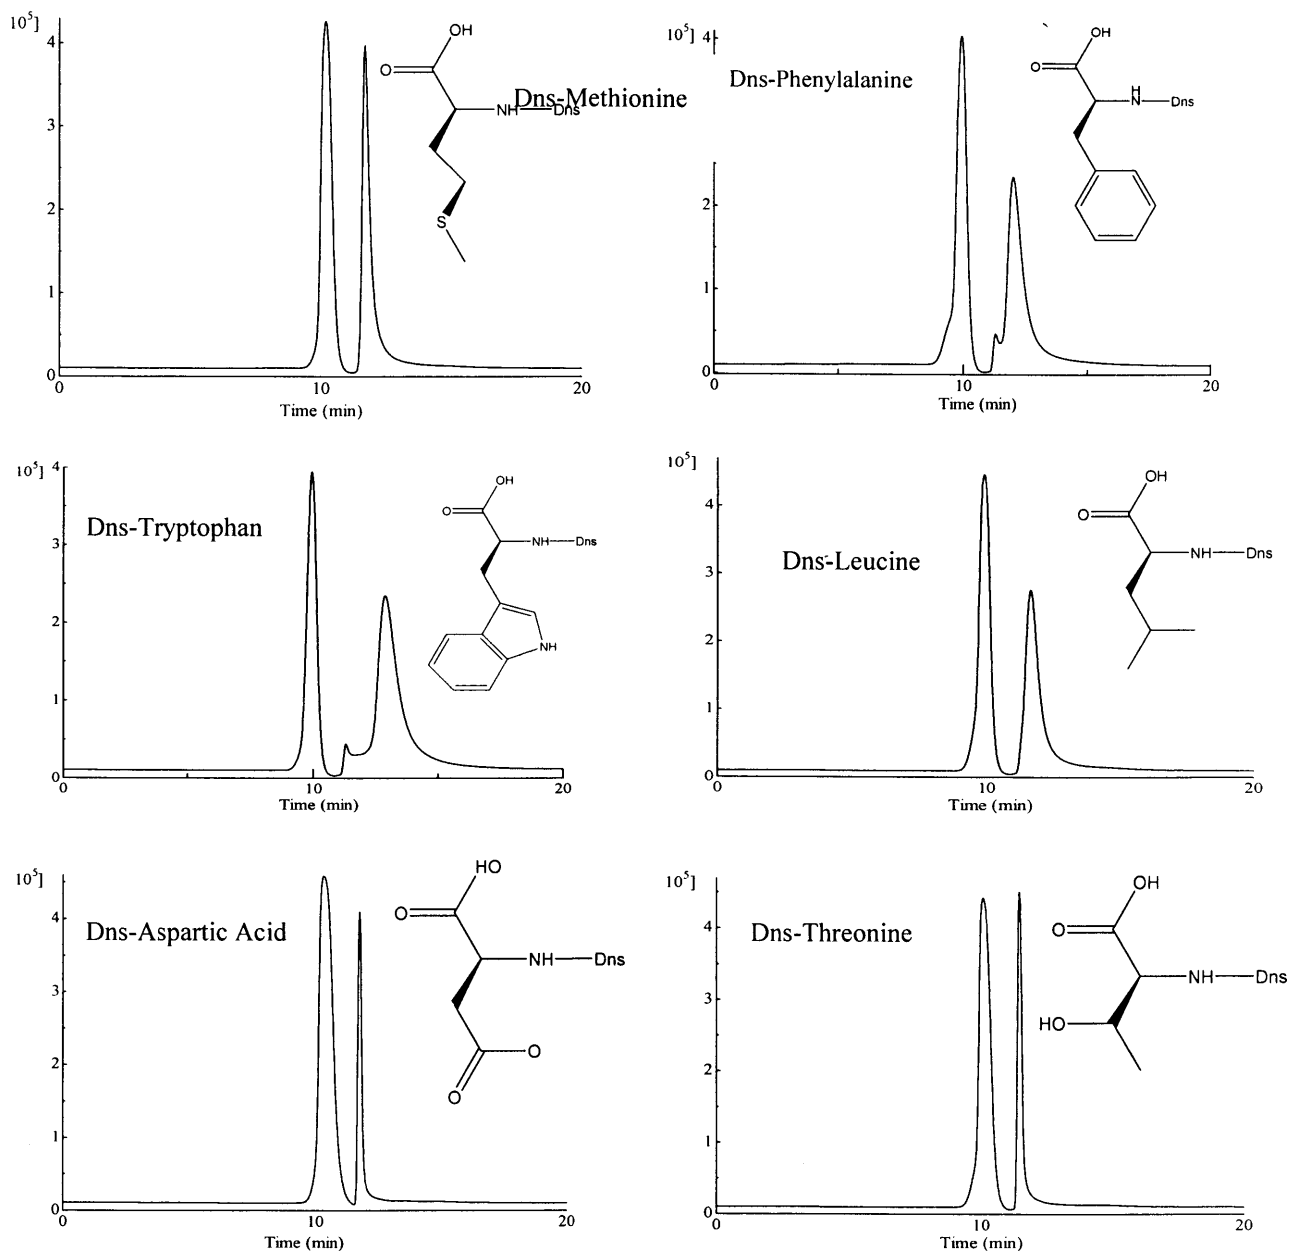 10⁵]
4
3
2
1
0
0
10
20
Time (min)
Dns-Methionine
OH
O
NH—Dns
S
10⁵]
4
2
1
0
0
10
20
Time (min)
Dns-Phenylalanine
OH
O
H
N—Dns
10⁵]
4
3
2
1
0
0
10
20
Time (min)
Dns-Tryptophan
OH
O
NH—Dns
NH
10⁵]
4
3
2
1
0
0
10
20
Time (min)
Dns-Leucine
OH
O
NH—Dns
10⁵]
4
3
2
1
0
0
10
20
Time (min)
Dns-Aspartic Acid
HO
O
NH—Dns
O
O
10⁵]
4
3
2
1
0
0
10
20
Time (min)
Dns-Threonine
OH
O
NH—Dns
HO